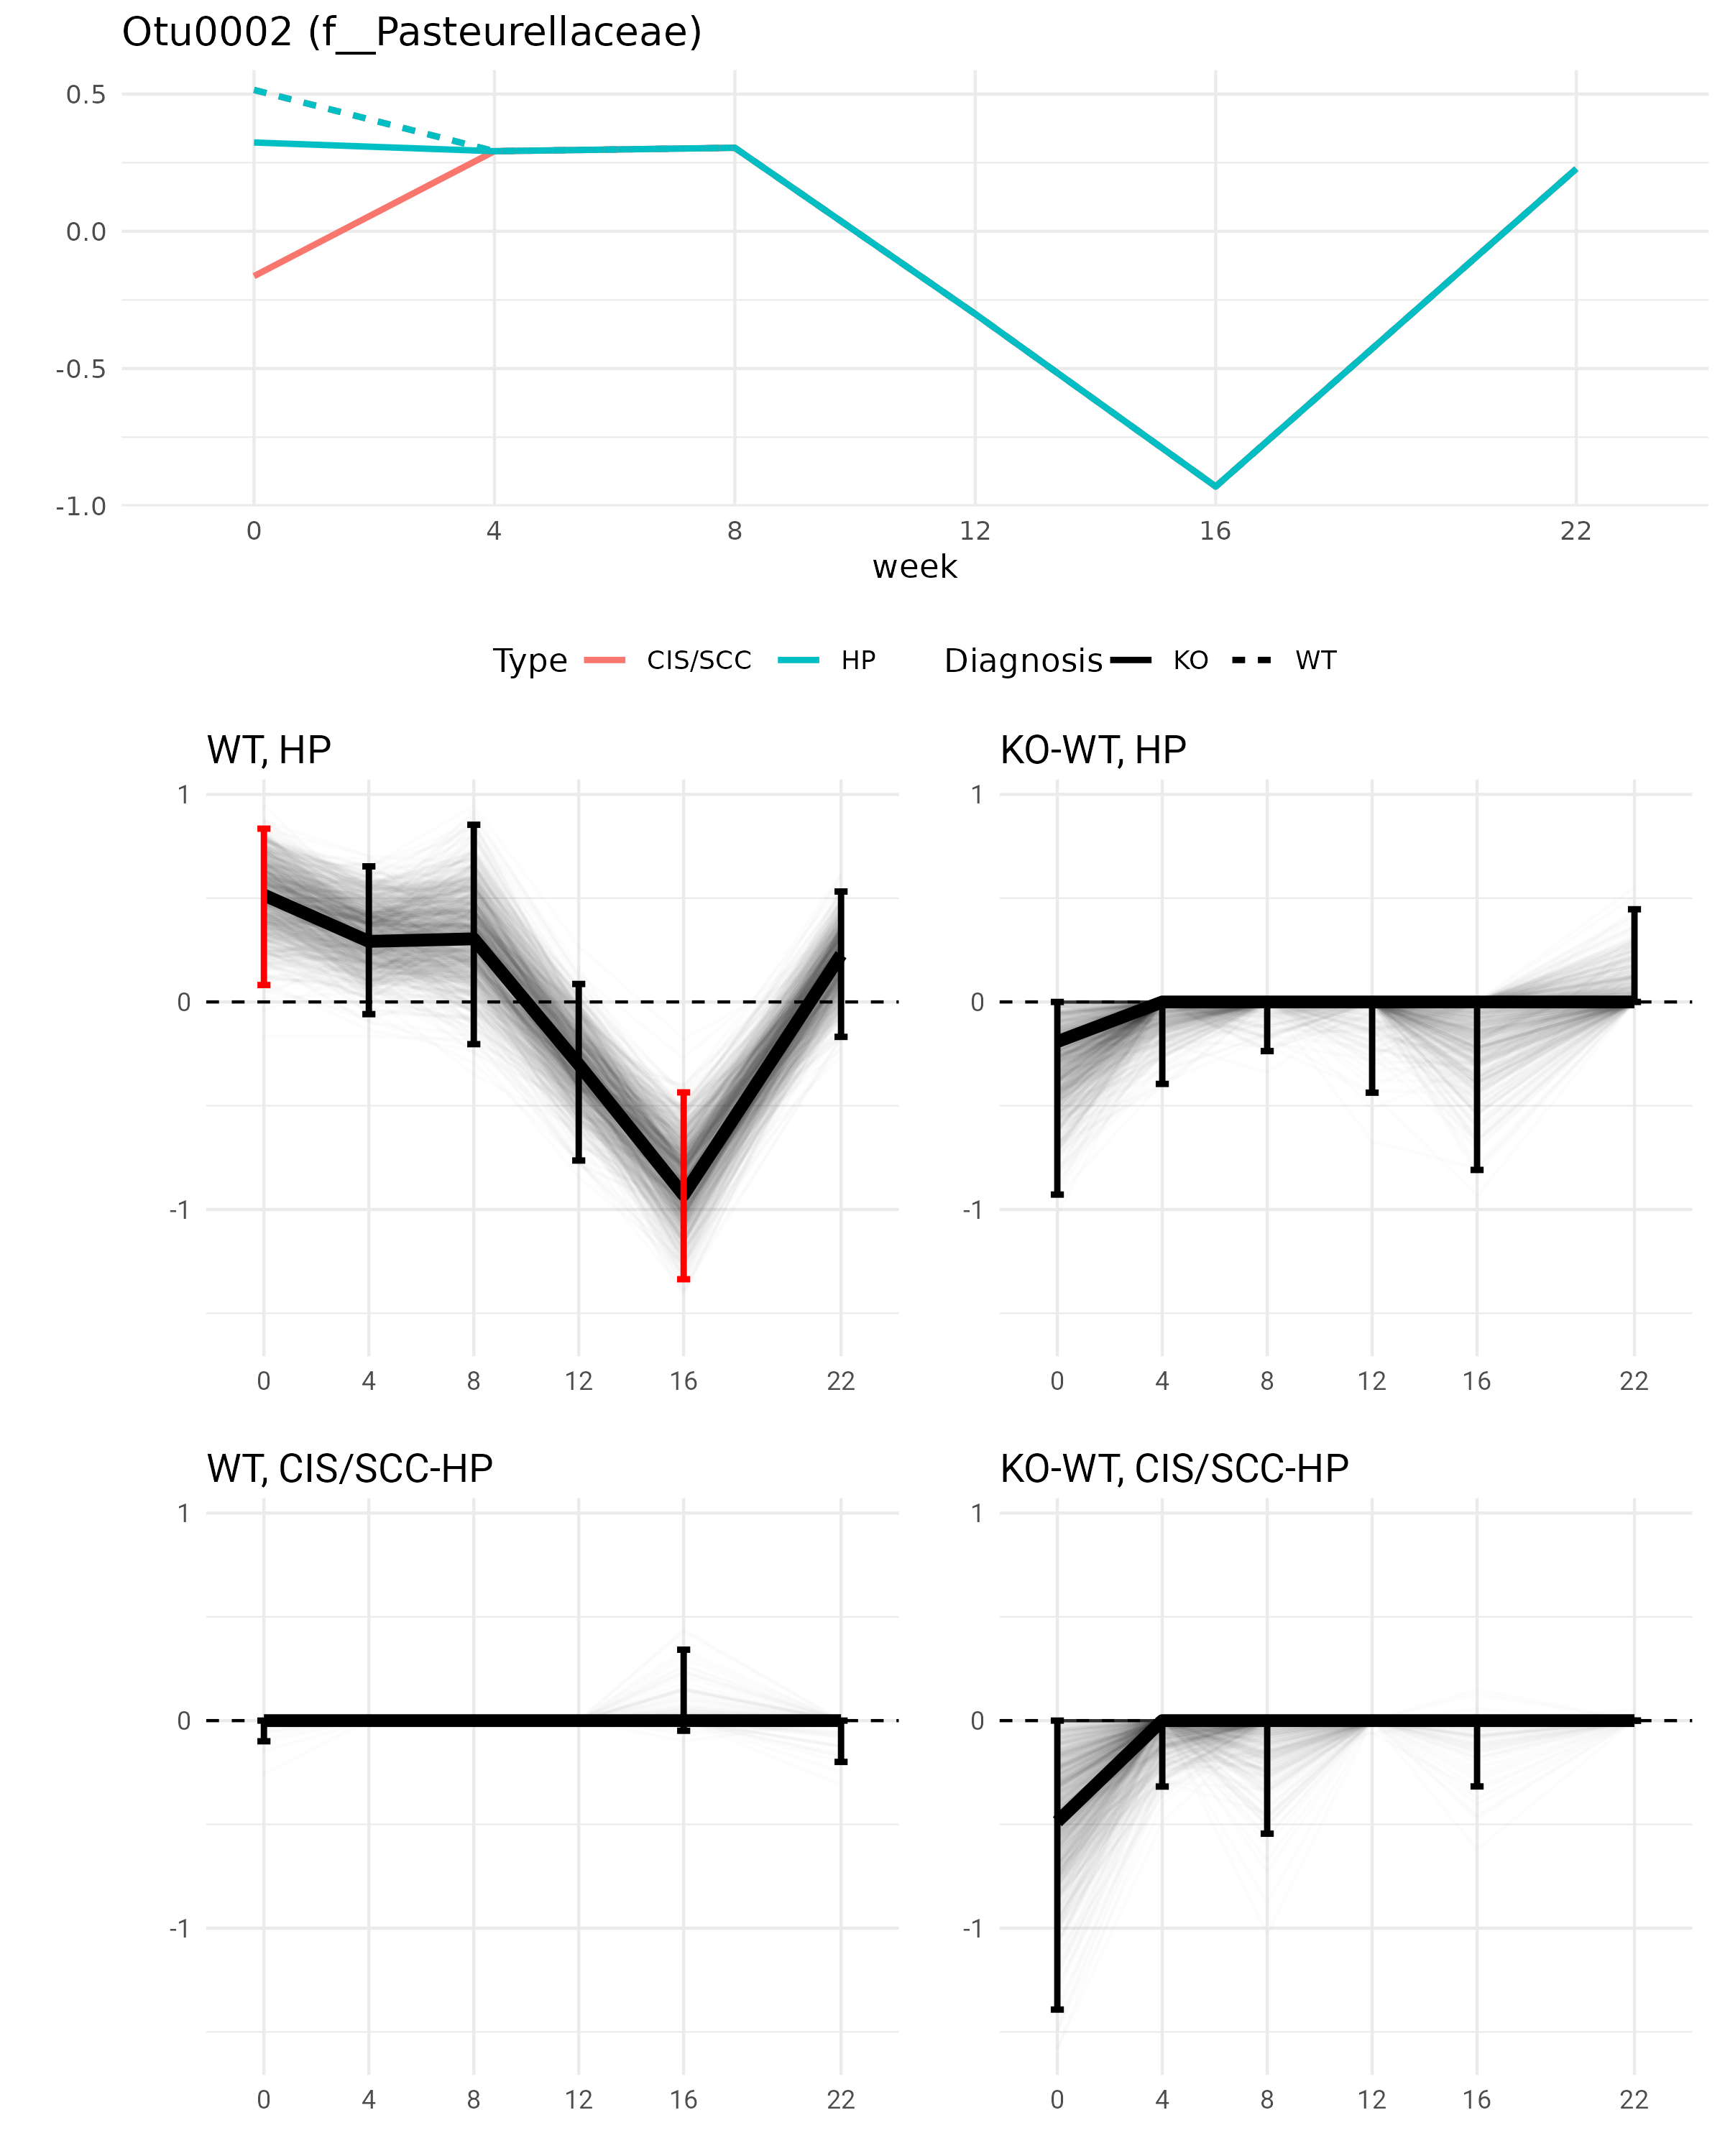 Otu0002 (f__Pasteurellaceae)
0.5
0.0
-0.5
-1.0
0 4 8 12 16 22
week
Type CIS/SCC HP Diagnosis KO WT
WT, HP KO-WT, HP
1 1
0 0
-1 -1
0 4 8 12 16 22 0 4 8 12 16 22
WT, CIS/SCC-HP KO-WT, CIS/SCC-HP
1 1
0 0
-1 -1
0 4 8 12 16 22 0 4 8 12 16 22